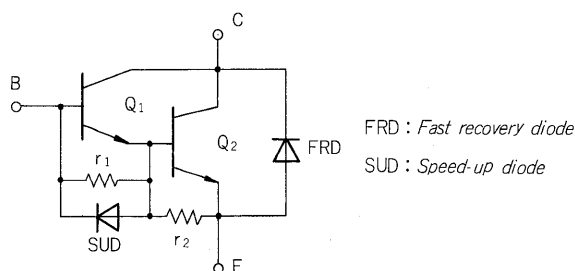 C
B
Q1
Q2
FRD
FRD : Fast recovery diode
SUD : Speed-up diode
r1
SUD
r2
E